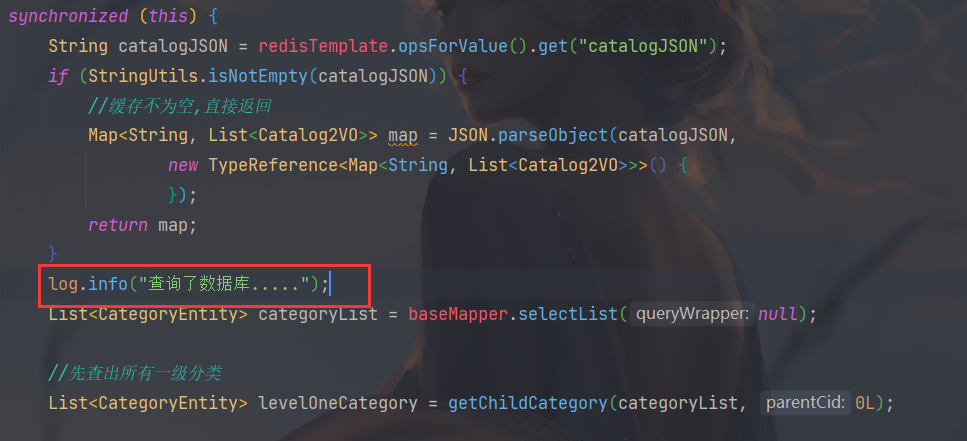 synchronized (this) {
String catalogJSON = redisTemplate.opsForValue().get("catalogJSON");
if (StringUtils.isNotEmpty(catalogJSON)) {
//缓存不为空,直接返回
Map<String, List<Catalog2VO>> map = JSON.parseObject(catalogJSON,
new TypeReference<Map<String, List<Catalog2VO>>>() {
});
return map;
}
log.info("查询了数据库.....");
List<CategoryEntity> categoryList = baseMapper.selectList( queryWrapper: null);
//先查出所有一级分类
List<CategoryEntity> levelOneCategory = getChildCategory(categoryList, parentCid: 0L);